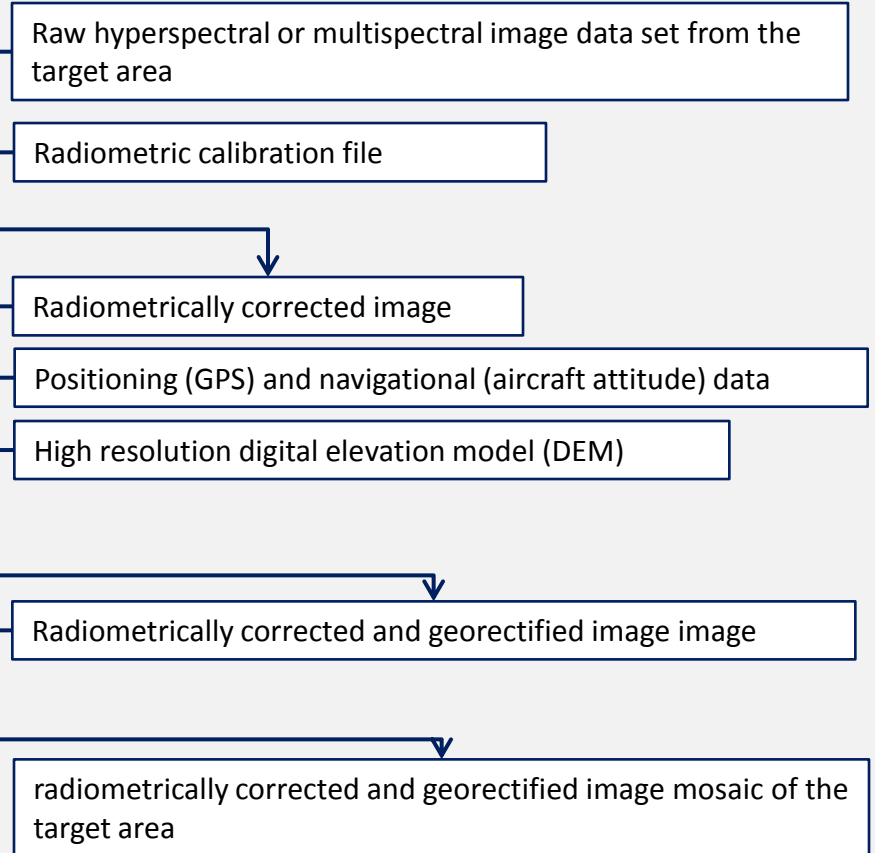 Raw hyperspectral or multispectral image data set from the
target area
Radiometric calibration file
Radiometrically corrected image
Positioning (GPS) and navigational (aircraft attitude) data
High resolution digital elevation model (DEM)
Radiometrically corrected and georectified image image
radiometrically corrected and georectified image mosaic of the
target area